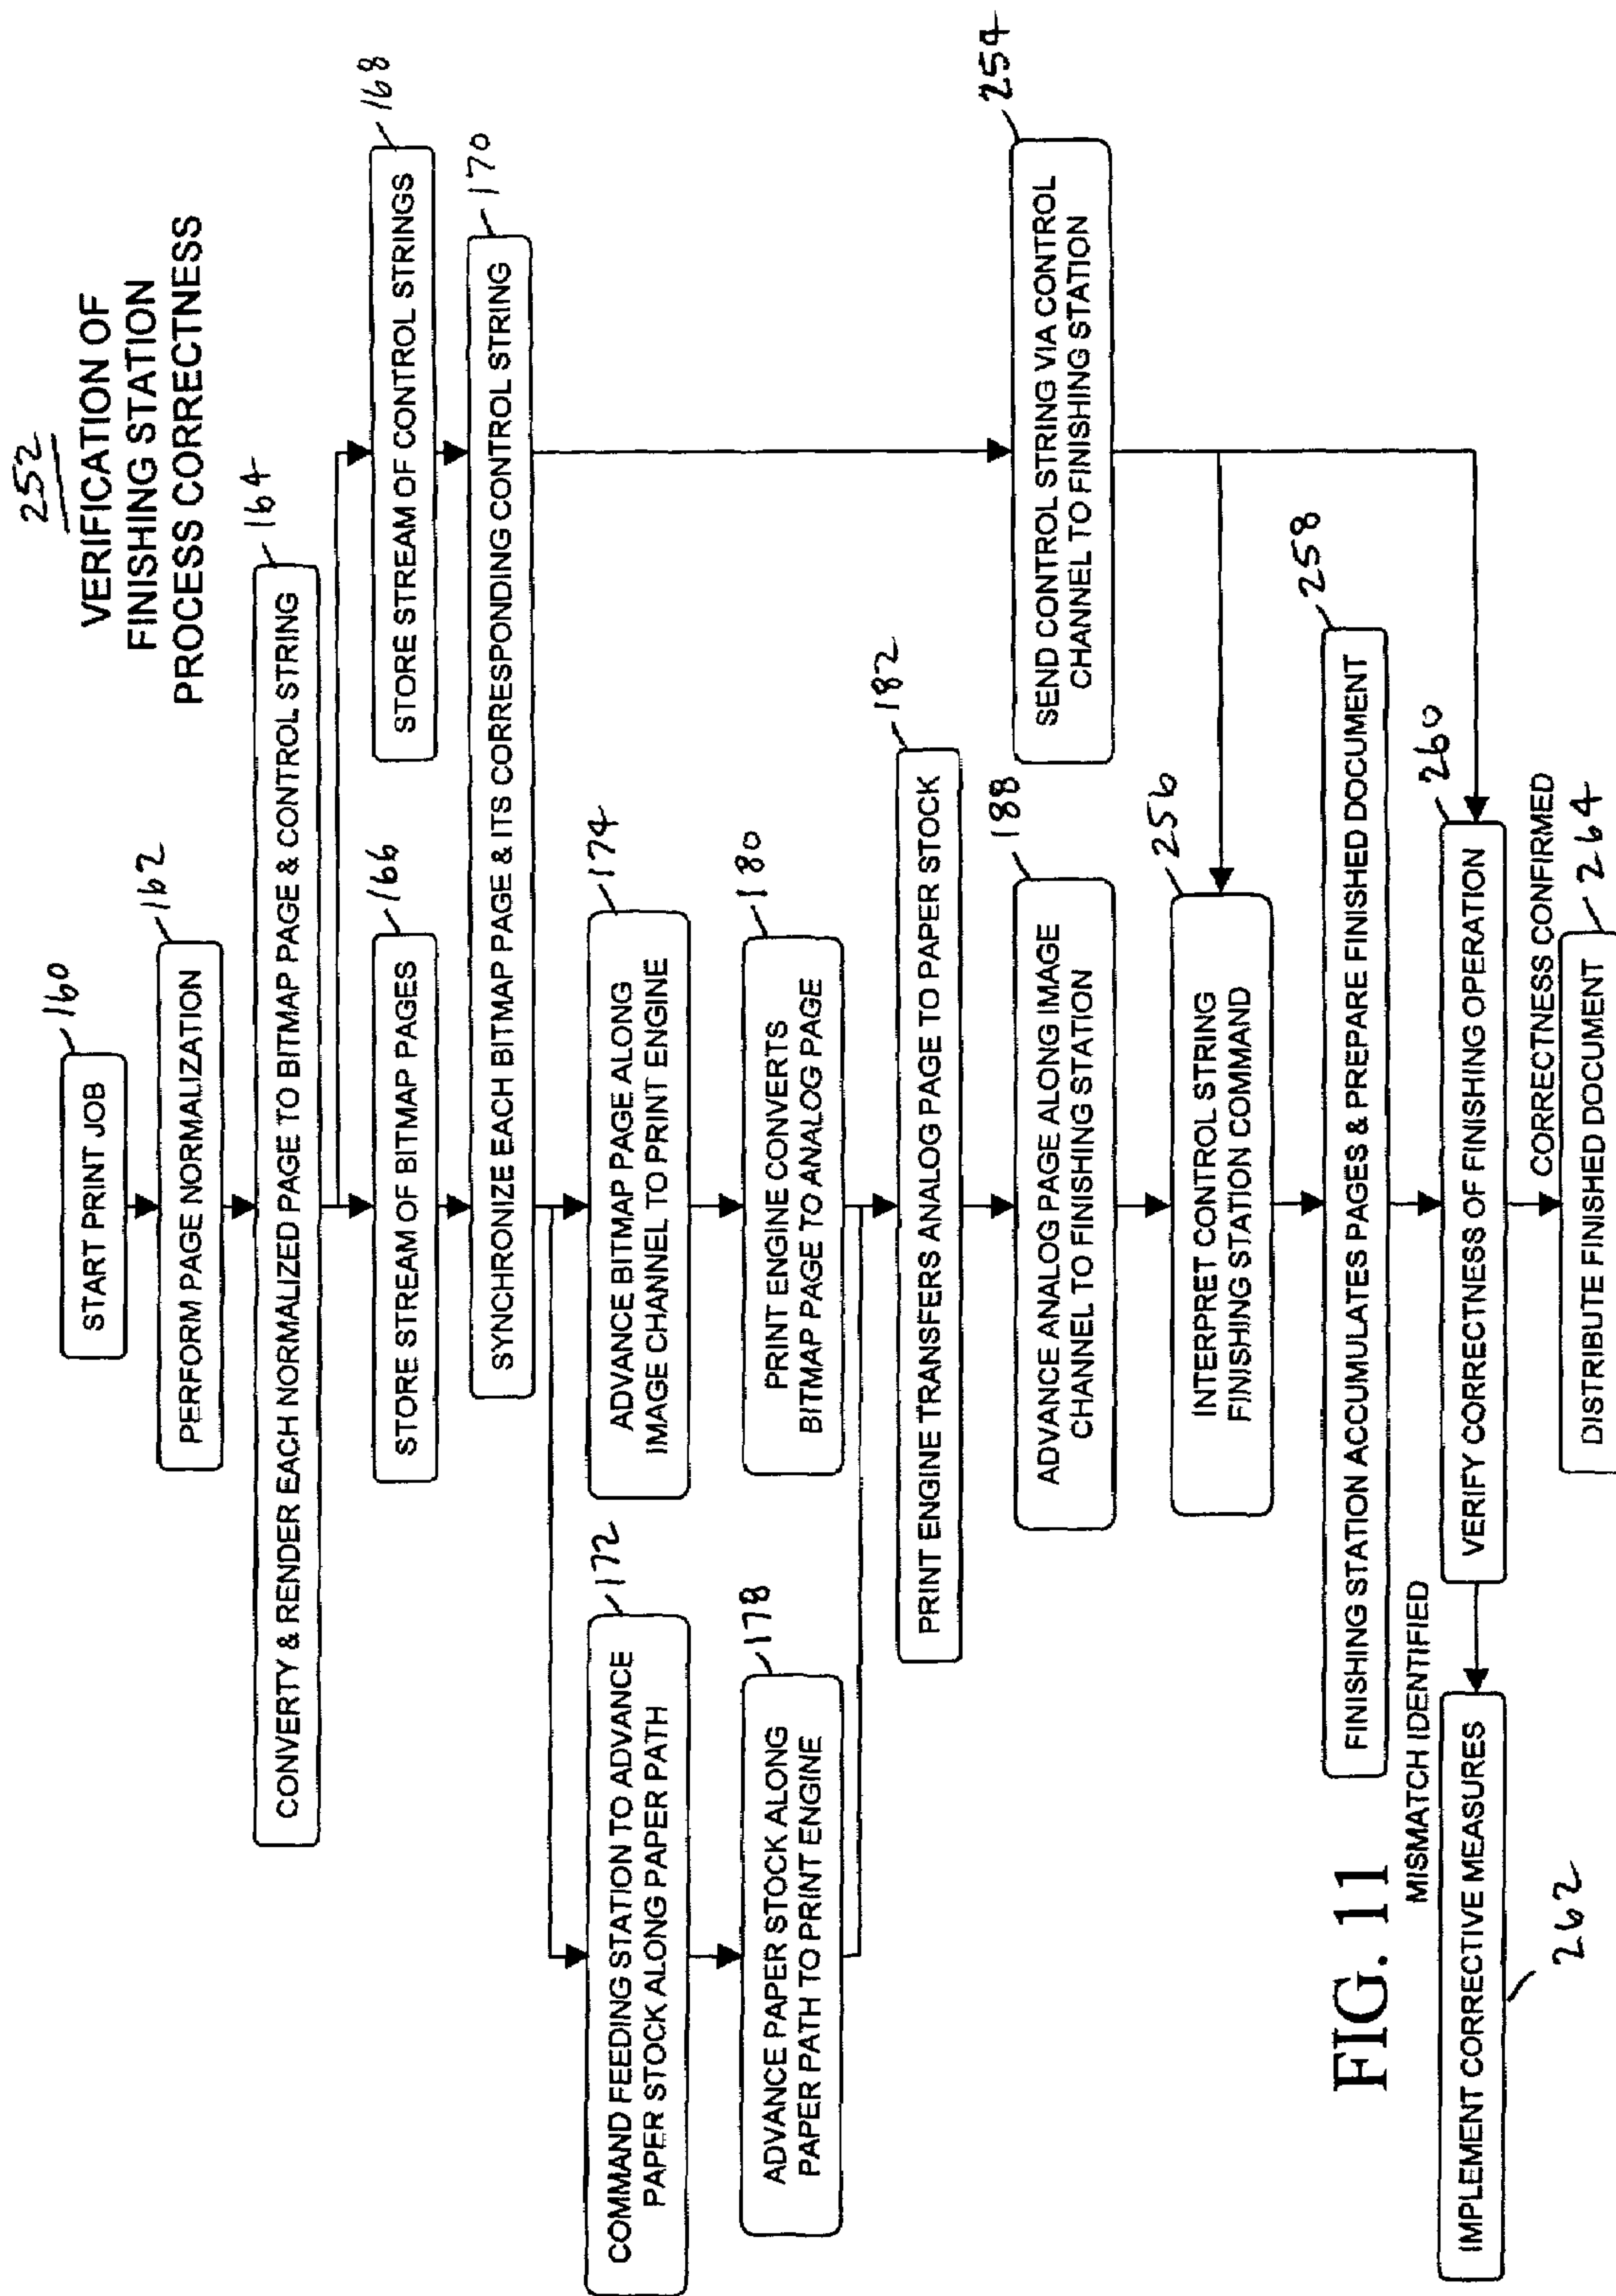 252
VERIFICATION OF
FINISHING STATION
PROCESS CORRECTNESS
160
START PRINT JOB
162
PERFORM PAGE NORMALIZATION
164
CONVERTY & RENDER EACH NORMALIZED PAGE TO BITMAP PAGE & CONTROL STRING
166
STORE STREAM OF BITMAP PAGES
168
STORE STREAM OF CONTROL STRINGS
170
SYNCHRONIZE EACH BITMAP PAGE & ITS CORRESPONDING CONTROL STRING
172
COMMAND FEEDING STATION TO ADVANCE
PAPER STOCK ALONG PAPER PATH
174
ADVANCE BITMAP PAGE ALONG
IMAGE CHANNEL TO PRINT ENGINE
178
ADVANCE PAPER STOCK ALONG
PAPER PATH TO PRINT ENGINE
180
PRINT ENGINE CONVERTS
BITMAP PAGE TO ANALOG PAGE
182
PRINT ENGINE TRANSFERS ANALOG PAGE TO PAPER STOCK
188
ADVANCE ANALOG PAGE ALONG IMAGE
CHANNEL TO FINISHING STATION
254
SEND CONTROL STRING VIA CONTROL
CHANNEL TO FINISHING STATION
256
INTERPRET CONTROL STRING
FINISHING STATION COMMAND
258
FINISHING STATION ACCUMULATES PAGES & PREPARE FINISHED DOCUMENT
260
VERIFY CORRECTNESS OF FINISHING OPERATION
MISMATCH IDENTIFIED
IMPLEMENT CORRECTIVE MEASURES
262
CORRECTNESS CONFIRMED
264
DISTRIBUTE FINISHED DOCUMENT
FIG. 11